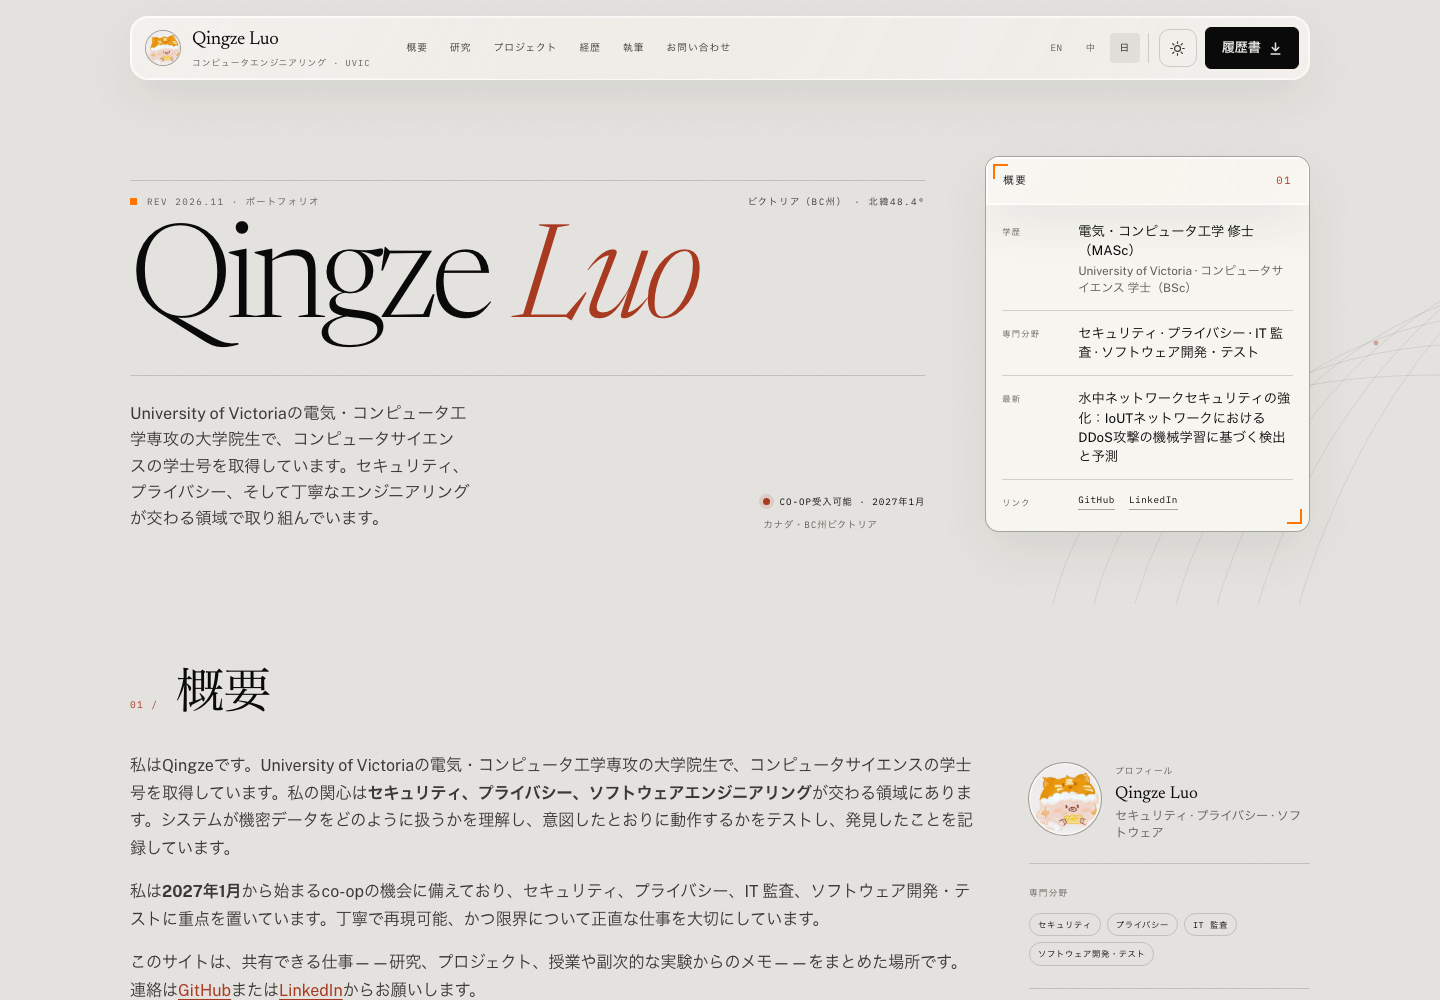 Qingze Luo
コンピュータエンジニアリング · UVIC
概要
研究
プロジェクト
経歴
執筆
お問い合わせ
EN
中
日
履歴書
REV 2026.11 · ポートフォリオ
ビクトリア（BC州） · 北緯48.4°
Qingze Luo
University of Victoriaの電気・コンピュータ工
学専攻の大学院生で、コンピュータサイエン
スの学士号を取得しています。セキュリティ、
プライバシー、そして丁寧なエンジニアリング
が交わる領域で取り組んでいます。
CO-OP受入可能 · 2027年1月
カナダ・BC州ビクトリア
概要
01
学歴
電気・コンピュータ工学 修士
（MASc）
University of Victoria · コンピュータサ
イエンス 学士（BSc）
専門分野
セキュリティ · プライバシー · IT 監
査 · ソフトウェア開発・テスト
最新
水中ネットワークセキュリティの強
化：IoUTネットワークにおける
DDoS攻撃の機械学習に基づく検出
と予測
リンク
GitHub
LinkedIn
01 /
概要
私はQingzeです。University of Victoriaの電気・コンピュータ工学専攻の大学院生で、コンピュータサイエンスの学士
号を取得しています。私の関心はセキュリティ、プライバシー、ソフトウェアエンジニアリングが交わる領域にありま
す。システムが機密データをどのように扱うかを理解し、意図したとおりに動作するかをテストし、発見したことを記
録しています。
私は2027年1月から始まるco-opの機会に備えており、セキュリティ、プライバシー、IT 監査、ソフトウェア開発・テ
ストに重点を置いています。丁寧で再現可能、かつ限界について正直な仕事を大切にしています。
このサイトは、共有できる仕事——研究、プロジェクト、授業や副次的な実験からのメモ——をまとめた場所です。
連絡はGitHubまたはLinkedInからお願いします。
プロフィール
Qingze Luo
セキュリティ · プライバシー · ソフ
トウェア
専門分野
セキュリティ
プライバシー
IT 監査
ソフトウェア開発・テスト